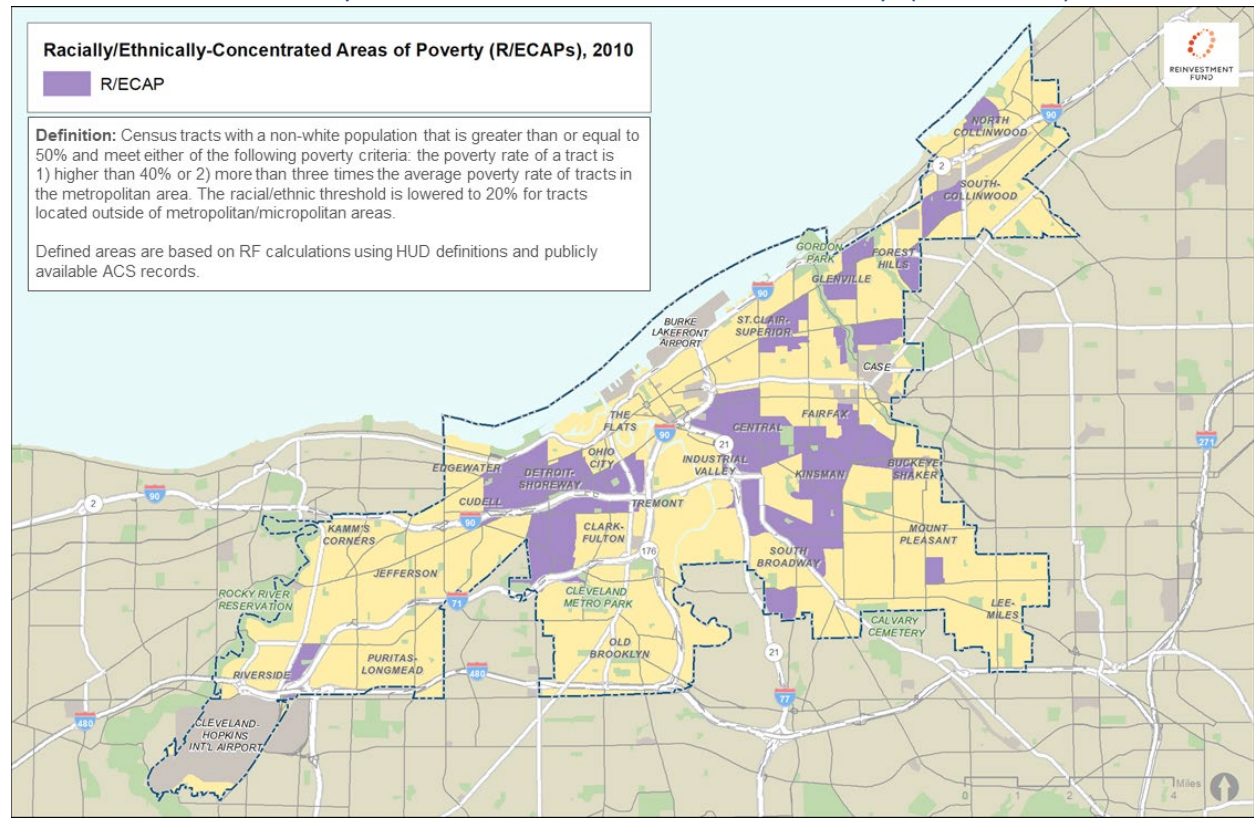 Racially/Ethnically-Concentrated Areas of Poverty (R/ECAPs), 2010
R/ECAP
Definition: Census tracts with a non-white population that is greater than or equal to
50% and meet either of the following poverty criteria: the poverty rate of a tract is
1) higher than 40% or 2) more than three times the average poverty rate of tracts in
the metropolitan area. The racial/ethnic threshold is lowered to 20% for tracts
located outside of metropolitan/micropolitan areas.
Defined areas are based on RF calculations using HUD definitions and publicly
available ACS records.
REINVESTMENT
FUND
90
NORTH
COLLINWOOD
2
SOUTH-
COLLINWOOD
GORDON
PARK
FOREST
HILLS
GLENVILLE
90
BURKE
LAKEFRONT
AIRPORT
ST.CLAIR-
SUPERIOR
CASE
THE
FLATS
FAIRFAX
90
CENTRAL
21
271
OHIO
CITY
INDUSTRIAL
VALLEY
EDGEWATER
DETROIT-
SHOREWAY
KINSMAN
BUCKEYE-
SHAKER
CUDELL
TREMONT
90
2
90
KAMM'S
CORNERS
CLARK-
FULTON
MOUNT
PLEASANT
176
SOUTH
BROADWAY
JEFFERSON
ROCKY RIVER
RESERVATION
71
CLEVELAND
METRO PARK
LEE-
MILES
CALVARY
CEMETERY
OLD
BROOKLYN
21
PURITAS-
LONGMEAD
RIVERSIDE
480
77
480
CLEVELAND-
HOPKINS
INT'L AIRPORT
Miles
0 1 2 4